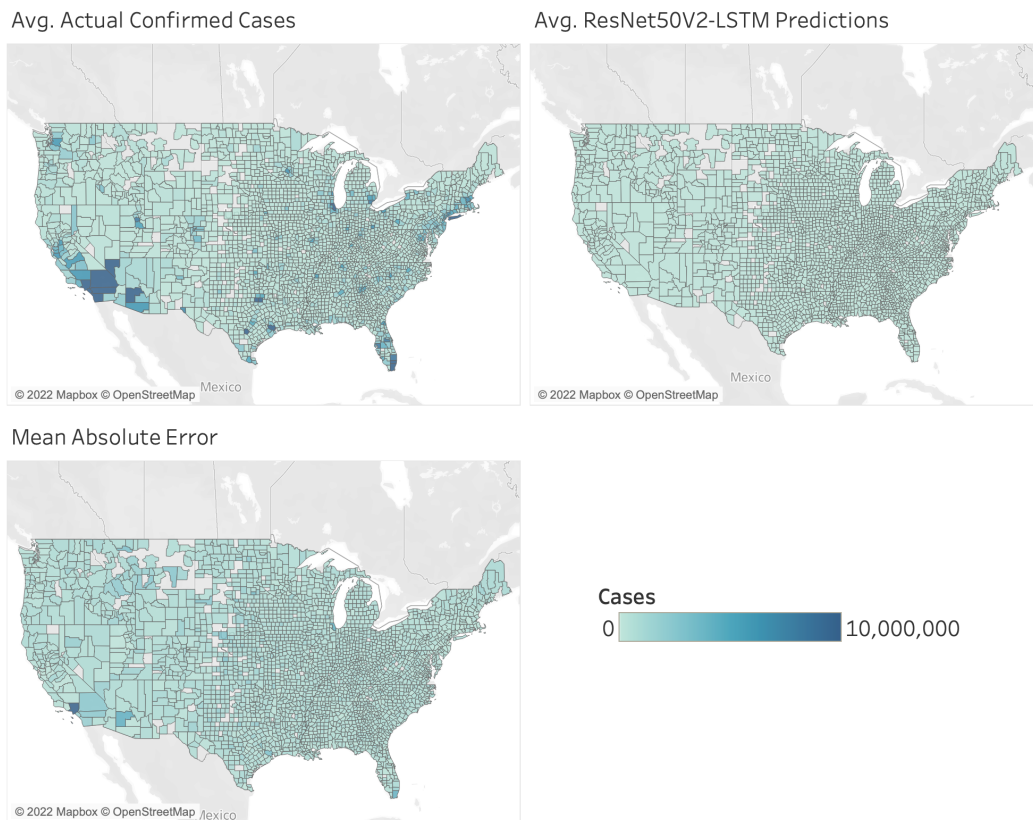 Avg. Actual Confirmed Cases
Avg. ResNet50V2-LSTM Predictions
Mexico
© 2022 Mapbox © OpenStreetMap
Mexico
© 2022 Mapbox © OpenStreetMap
Mean Absolute Error
© 2022 Mapbox © OpenStreetMap
Mexico
Cases
0
10,000,000